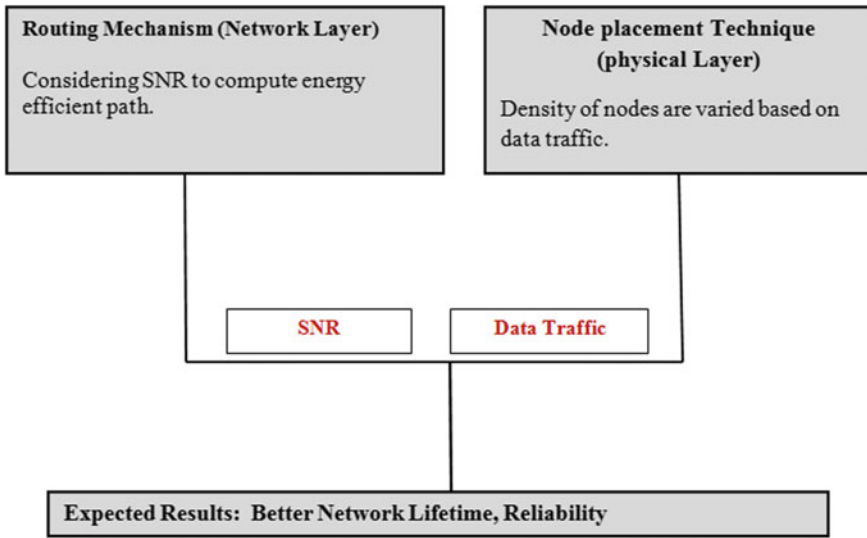 Routing Mechanism (Network Layer)
Considering SNR to compute energy
efficient path.
Node placement Technique
(physical Layer)
Density of nodes are varied based on
data traffic.
SNR
Data Traffic
Expected Results: Better Network Lifetime, Reliability